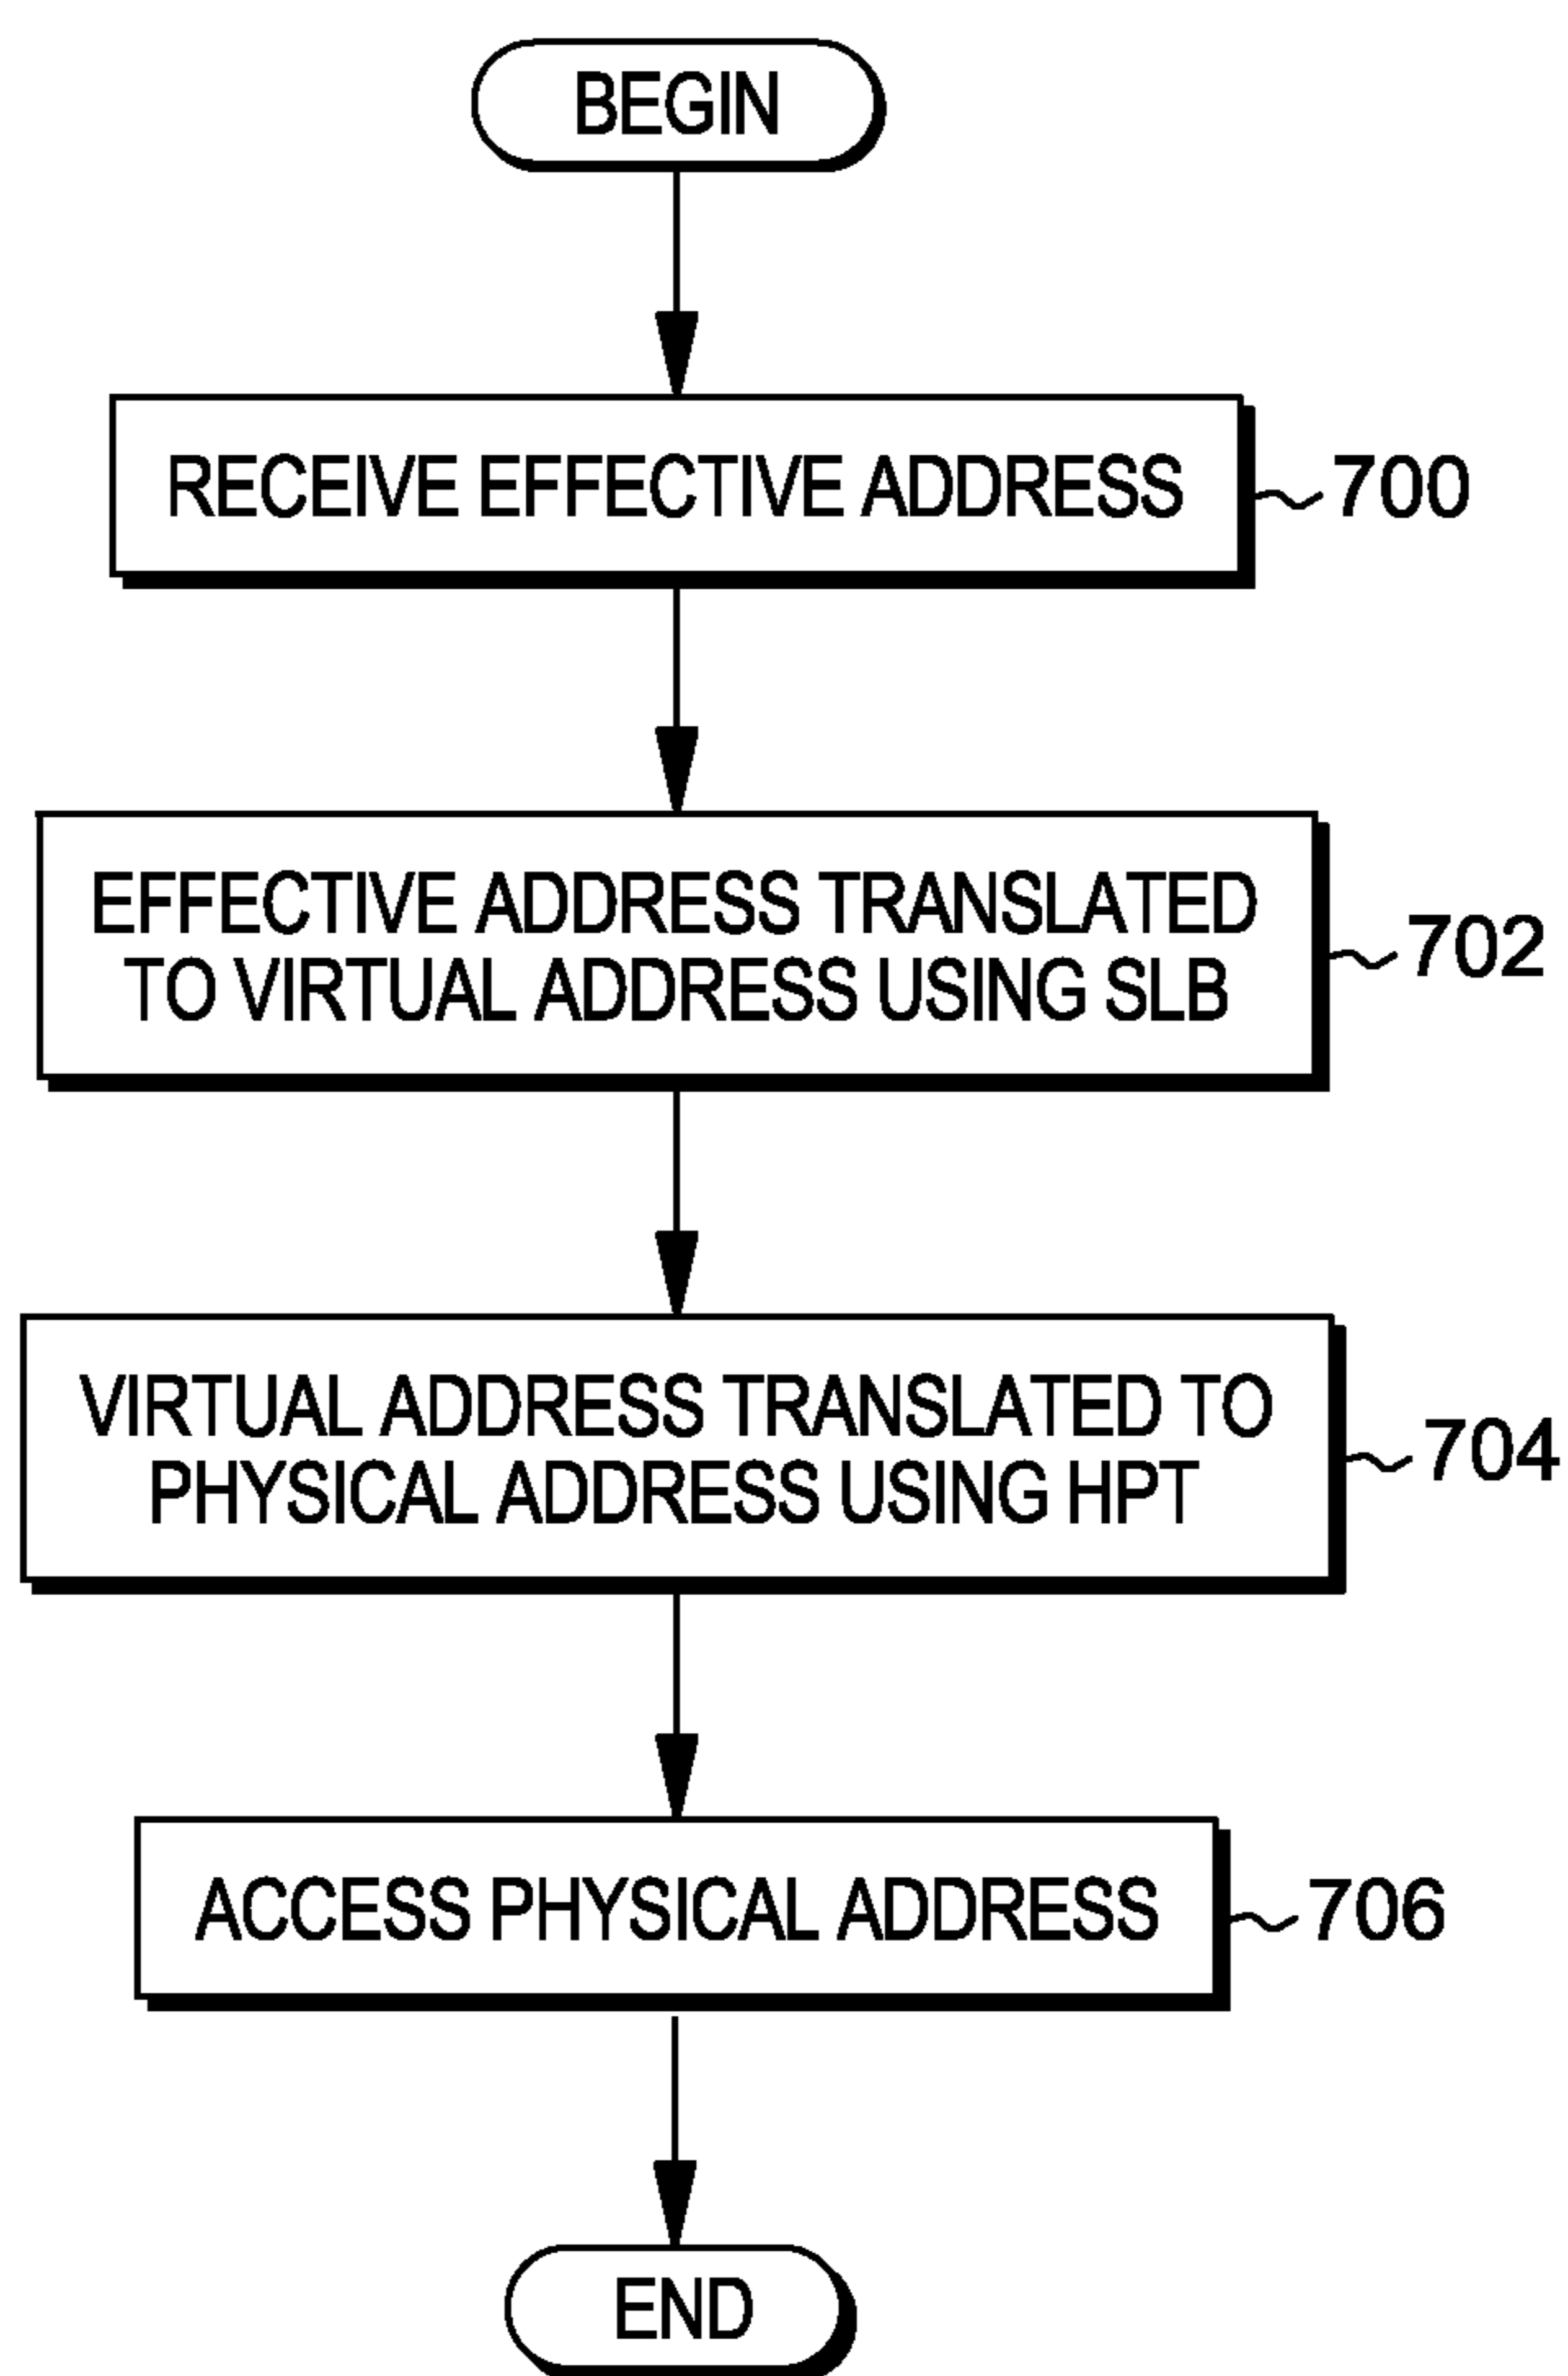 BEGIN
RECEIVE EFFECTIVE ADDRESS
700
EFFECTIVE ADDRESS TRANSLATED
TO VIRTUAL ADDRESS USING SLB
702
VIRTUAL ADDRESS TRANSLATED TO
PHYSICAL ADDRESS USING HPT
704
ACCESS PHYSICAL ADDRESS
706
END